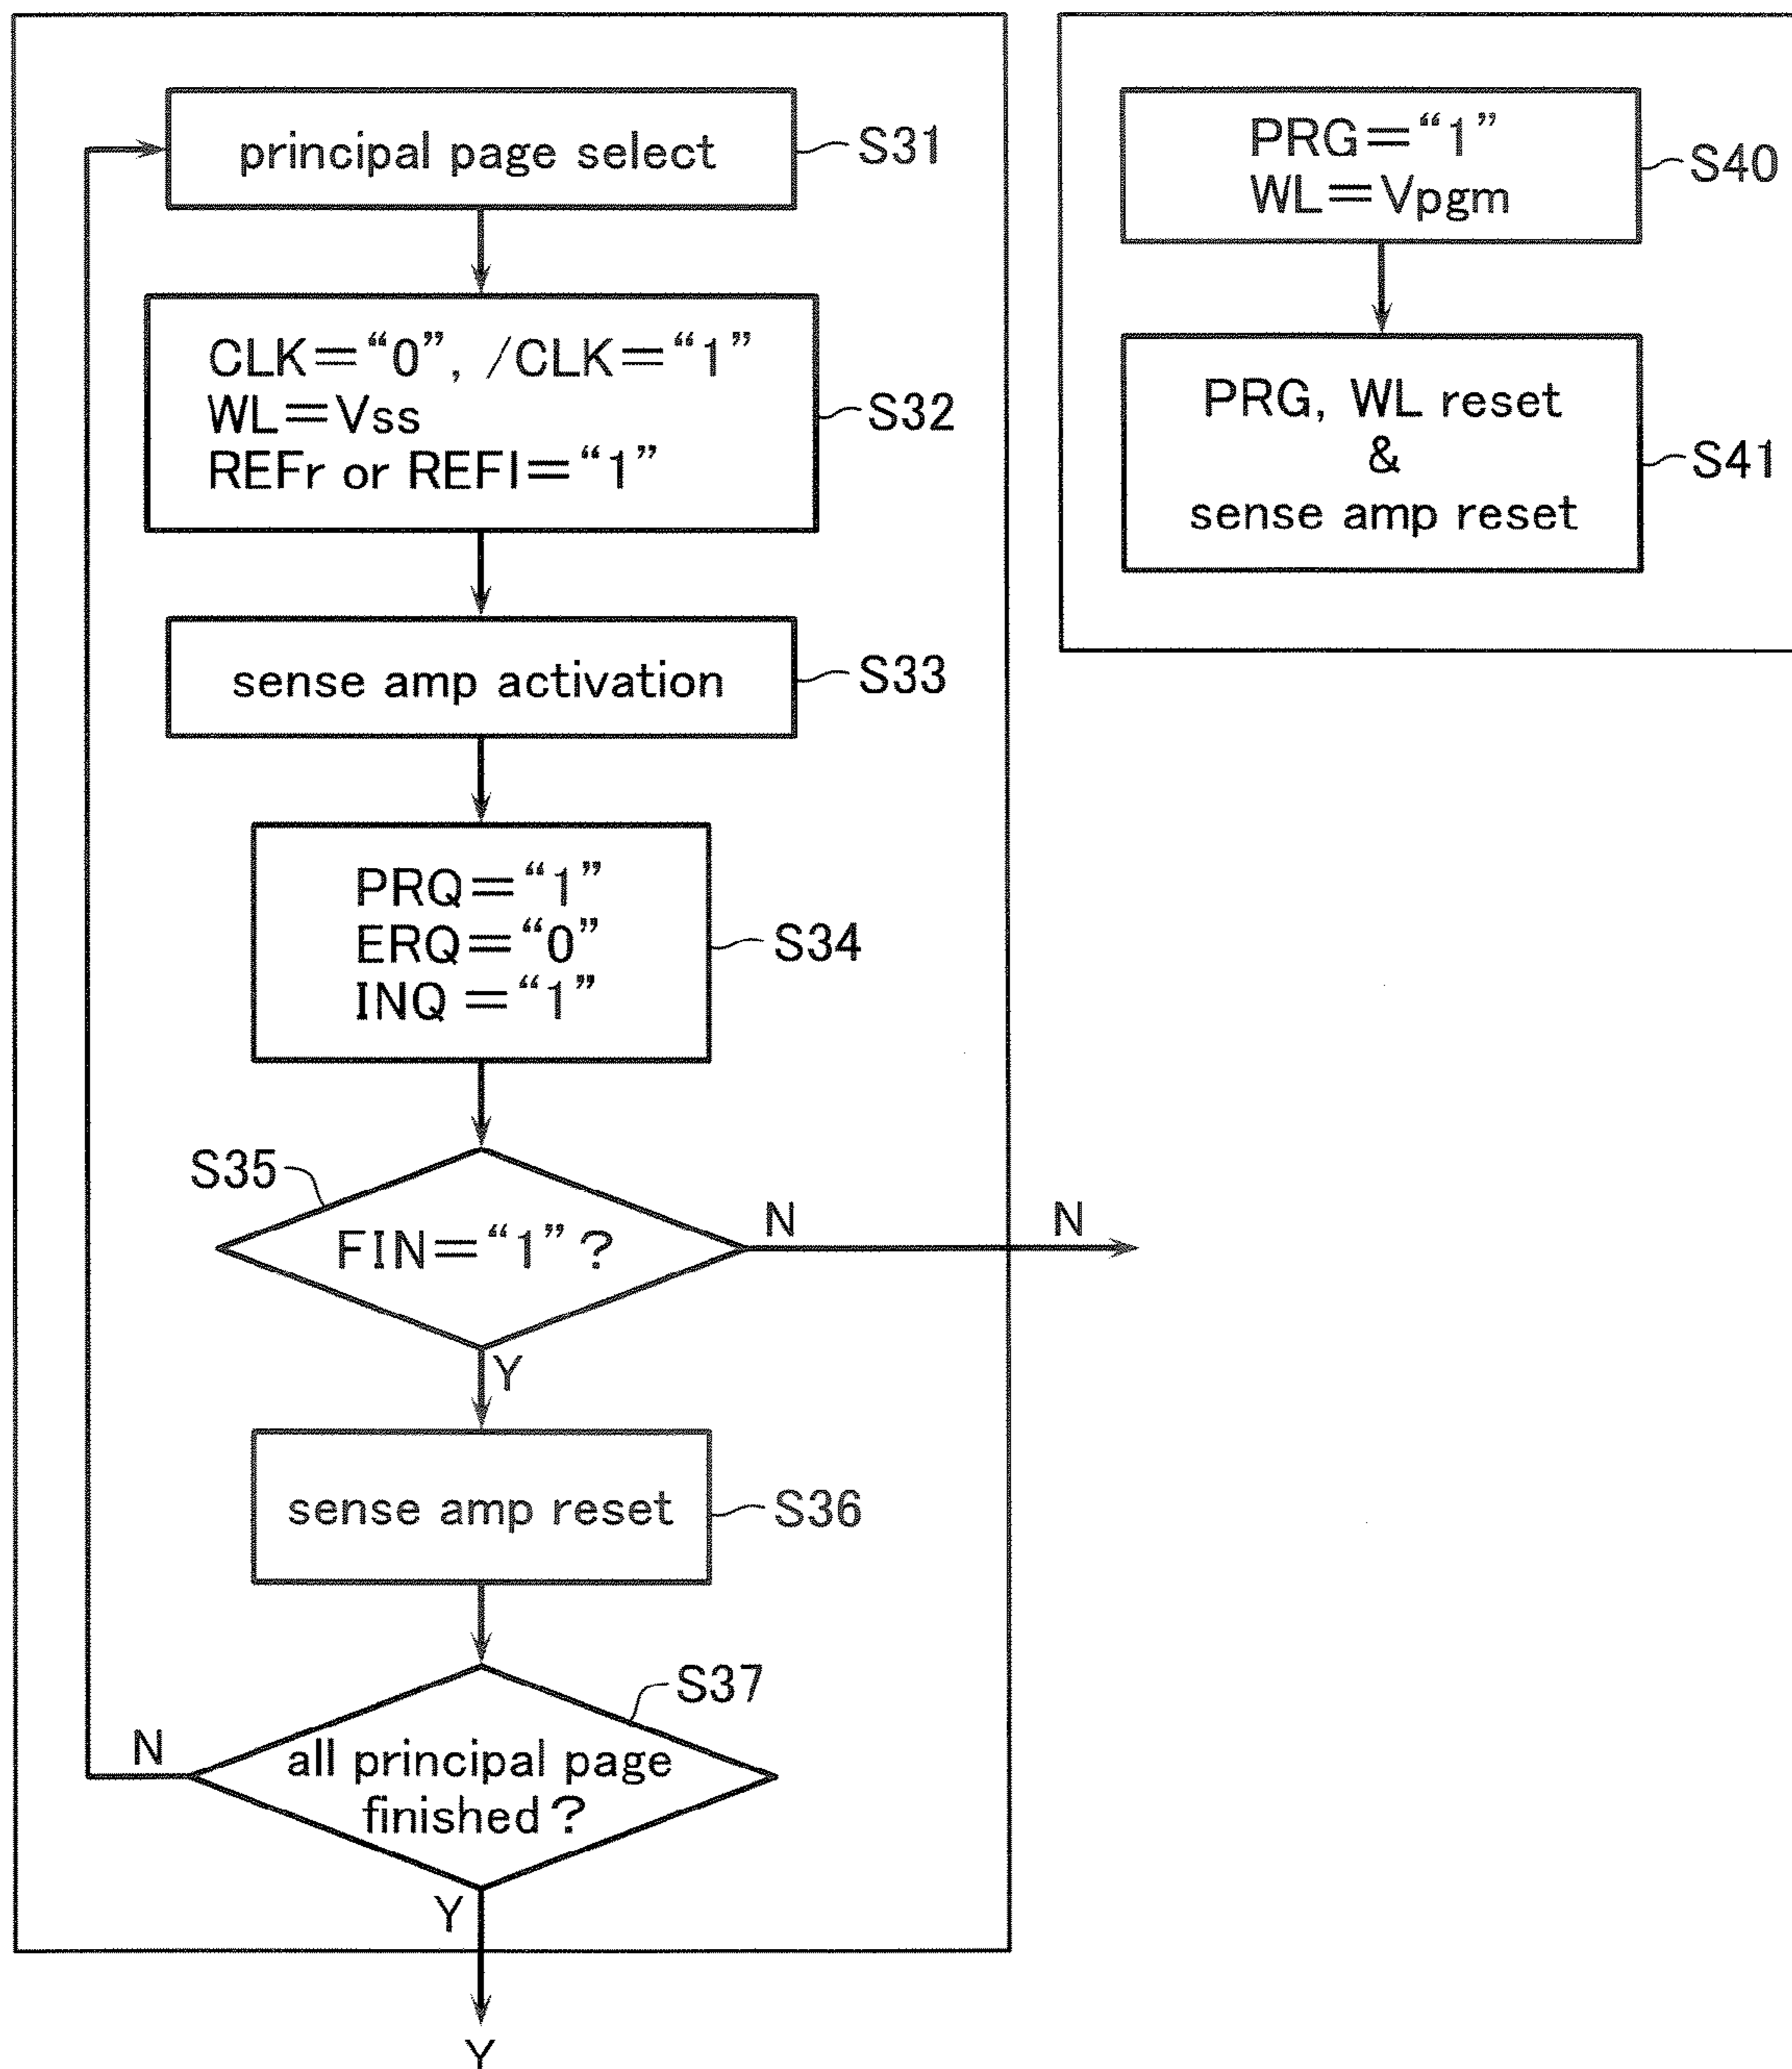 principal page select
S31
CLK="0", /CLK="1"
WL=Vss
REFr or REFl="1"
S32
sense amp activation
S33
PRQ="1"
ERQ="0"
INQ="1"
S34
S35
FIN="1"?
N
N
Y
sense amp reset
S36
S37
all principal page
finished?
N
Y
Y
PRG="1"
WL=Vpgm
S40
PRG, WL reset
&
sense amp reset
S41